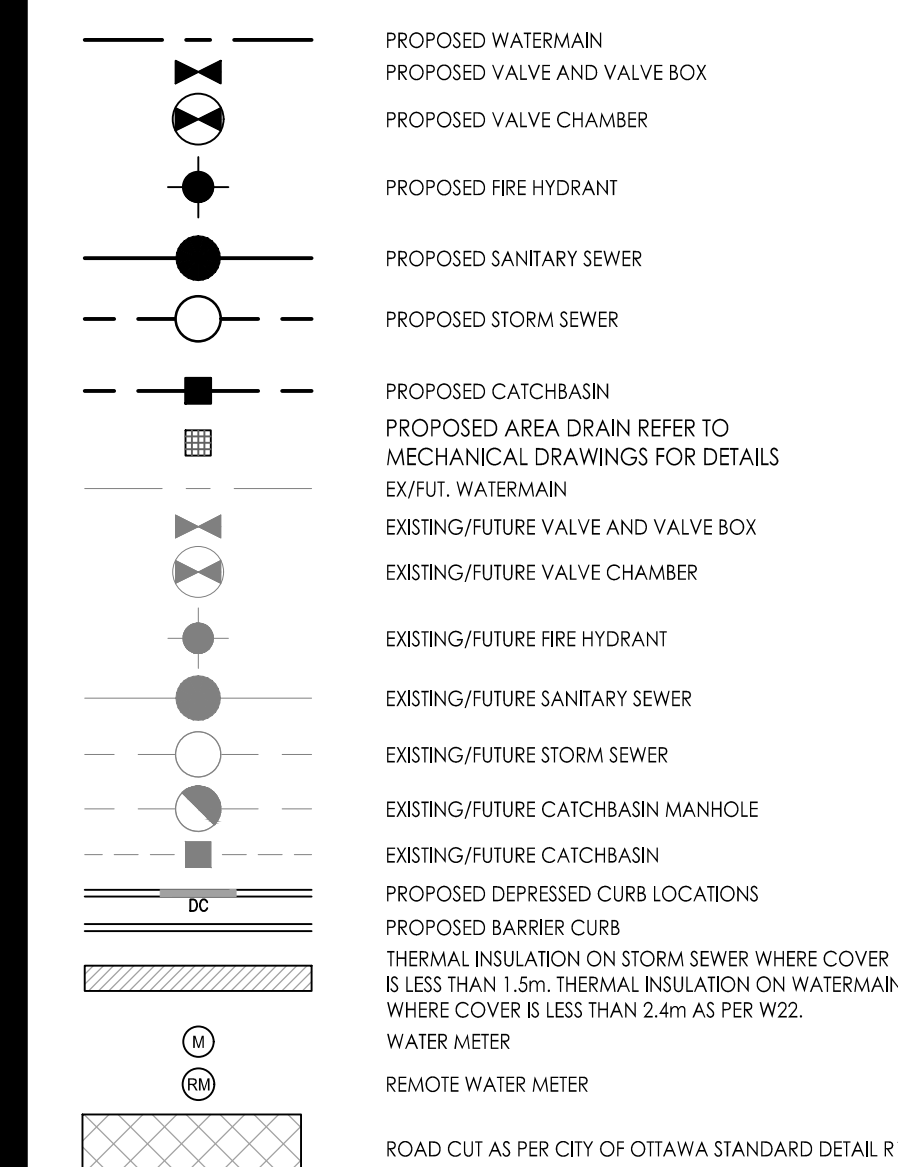 PROPOSED WATERMAIN
PROPOSED VALVE AND VALVE BOX
PROPOSED VALVE CHAMBER
PROPOSED FIRE HYDRANT
PROPOSED SANITARY SEWER
PROPOSED STORM SEWER
PROPOSED CATCHBASIN
PROPOSED AREA DRAIN REFER TO
MECHANICAL DRAWINGS FOR DETAILS
EX/FUT. WATERMAIN
EXISTING/FUTURE VALVE AND VALVE BOX
EXISTING/FUTURE VALVE CHAMBER
EXISTING/FUTURE FIRE HYDRANT
EXISTING/FUTURE SANITARY SEWER
EXISTING/FUTURE STORM SEWER
EXISTING/FUTURE CATCHBASIN MANHOLE
EXISTING/FUTURE CATCHBASIN
DC PROPOSED DEPRESSED CURB LOCATIONS
PROPOSED BARRIER CURB
THERMAL INSULATION ON STORM SEWER WHERE COVER
IS LESS THAN 1.5m. THERMAL INSULATION ON WATERMAIN
WHERE COVER IS LESS THAN 2.4m AS PER W22.
M WATER METER
RM REMOTE WATER METER
ROAD CUT AS PER CITY OF OTTAWA STANDARD DETAIL